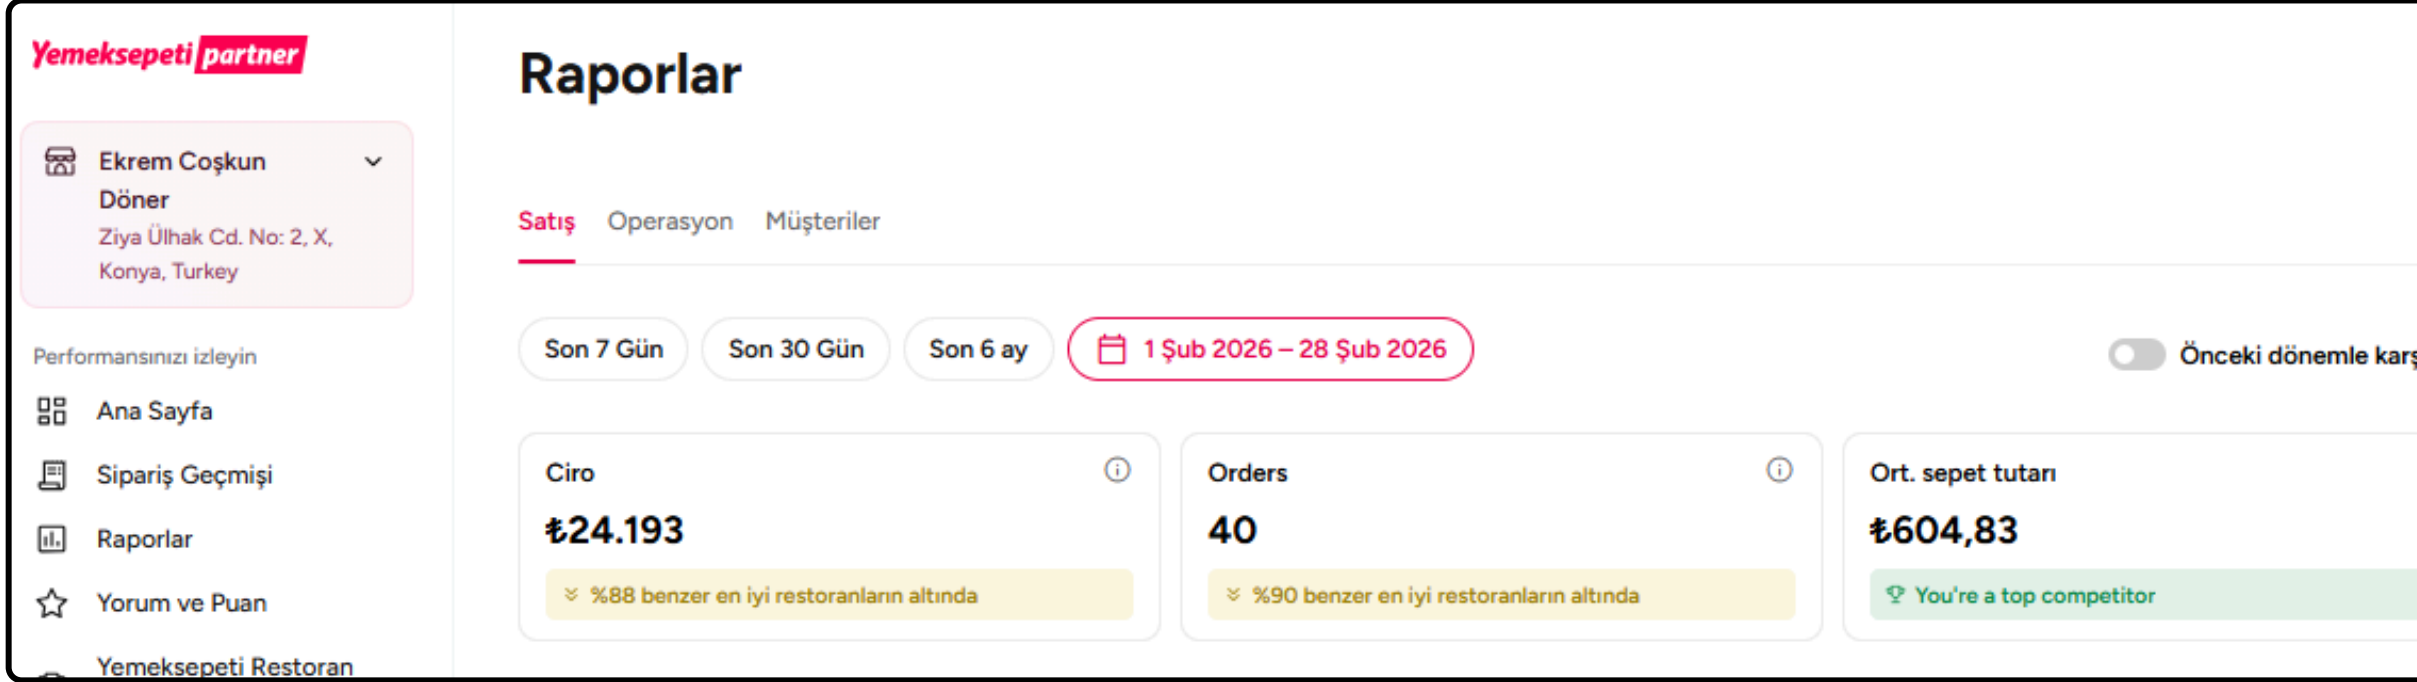 Yemeksepeti partner
Ekrem Coşkun
Döner
Ziya Ülhak Cd. No: 2, X,
Konya, Turkey
Performansınızı izleyin
Ana Sayfa
Sipariş Geçmişi
Raporlar
Yorum ve Puan
Yemeksepeti Restoran
Raporlar
Satış Operasyon Müşteriler
Son 7 Gün Son 30 Gün Son 6 ay 1 Şub 2026 – 28 Şub 2026 Önceki dönemle karş
Ciro
₺24.193
%88 benzer en iyi restoranların altında
Orders
40
%90 benzer en iyi restoranların altında
Ort. sepet tutarı
₺604,83
You're a top competitor